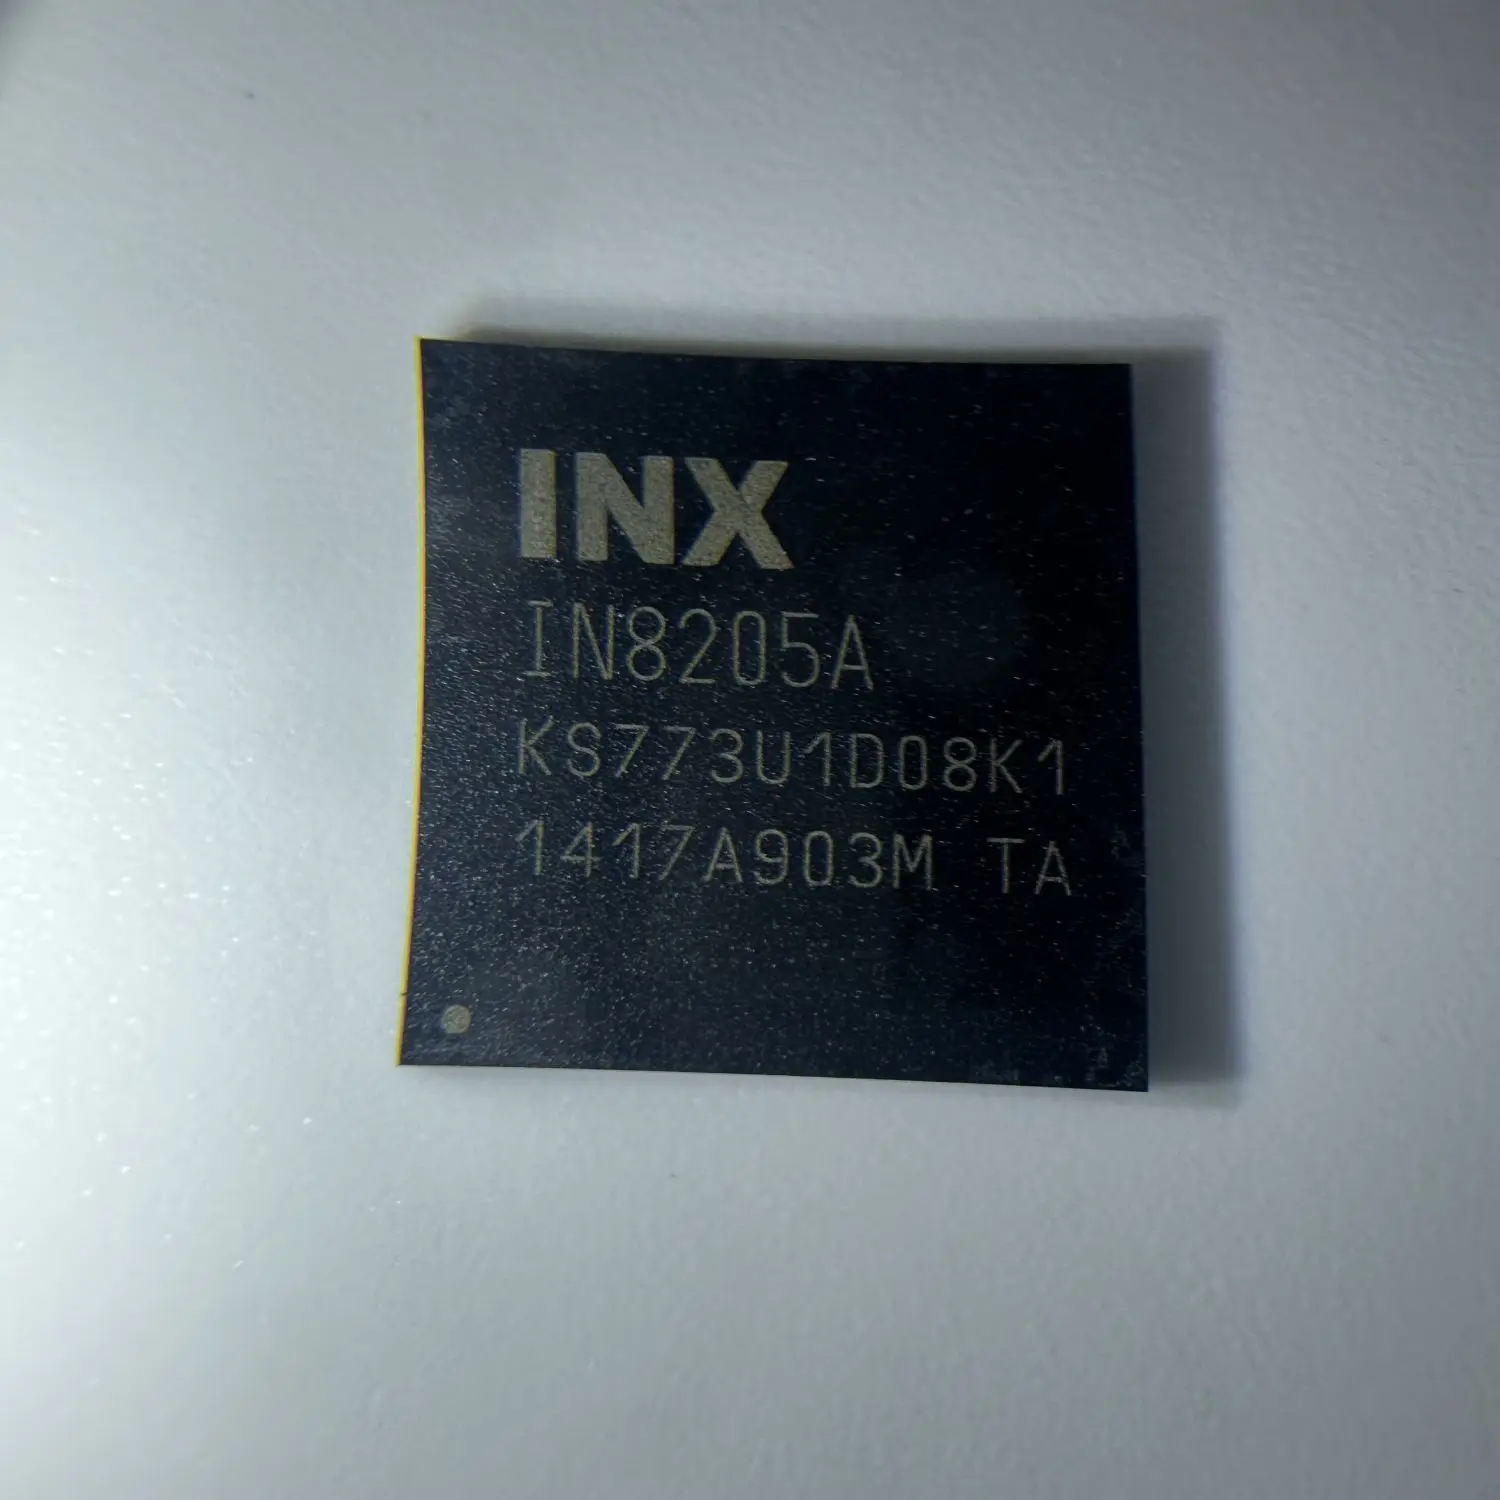 INX
IN8205A
KS773U1D08K1
1417A903M TA